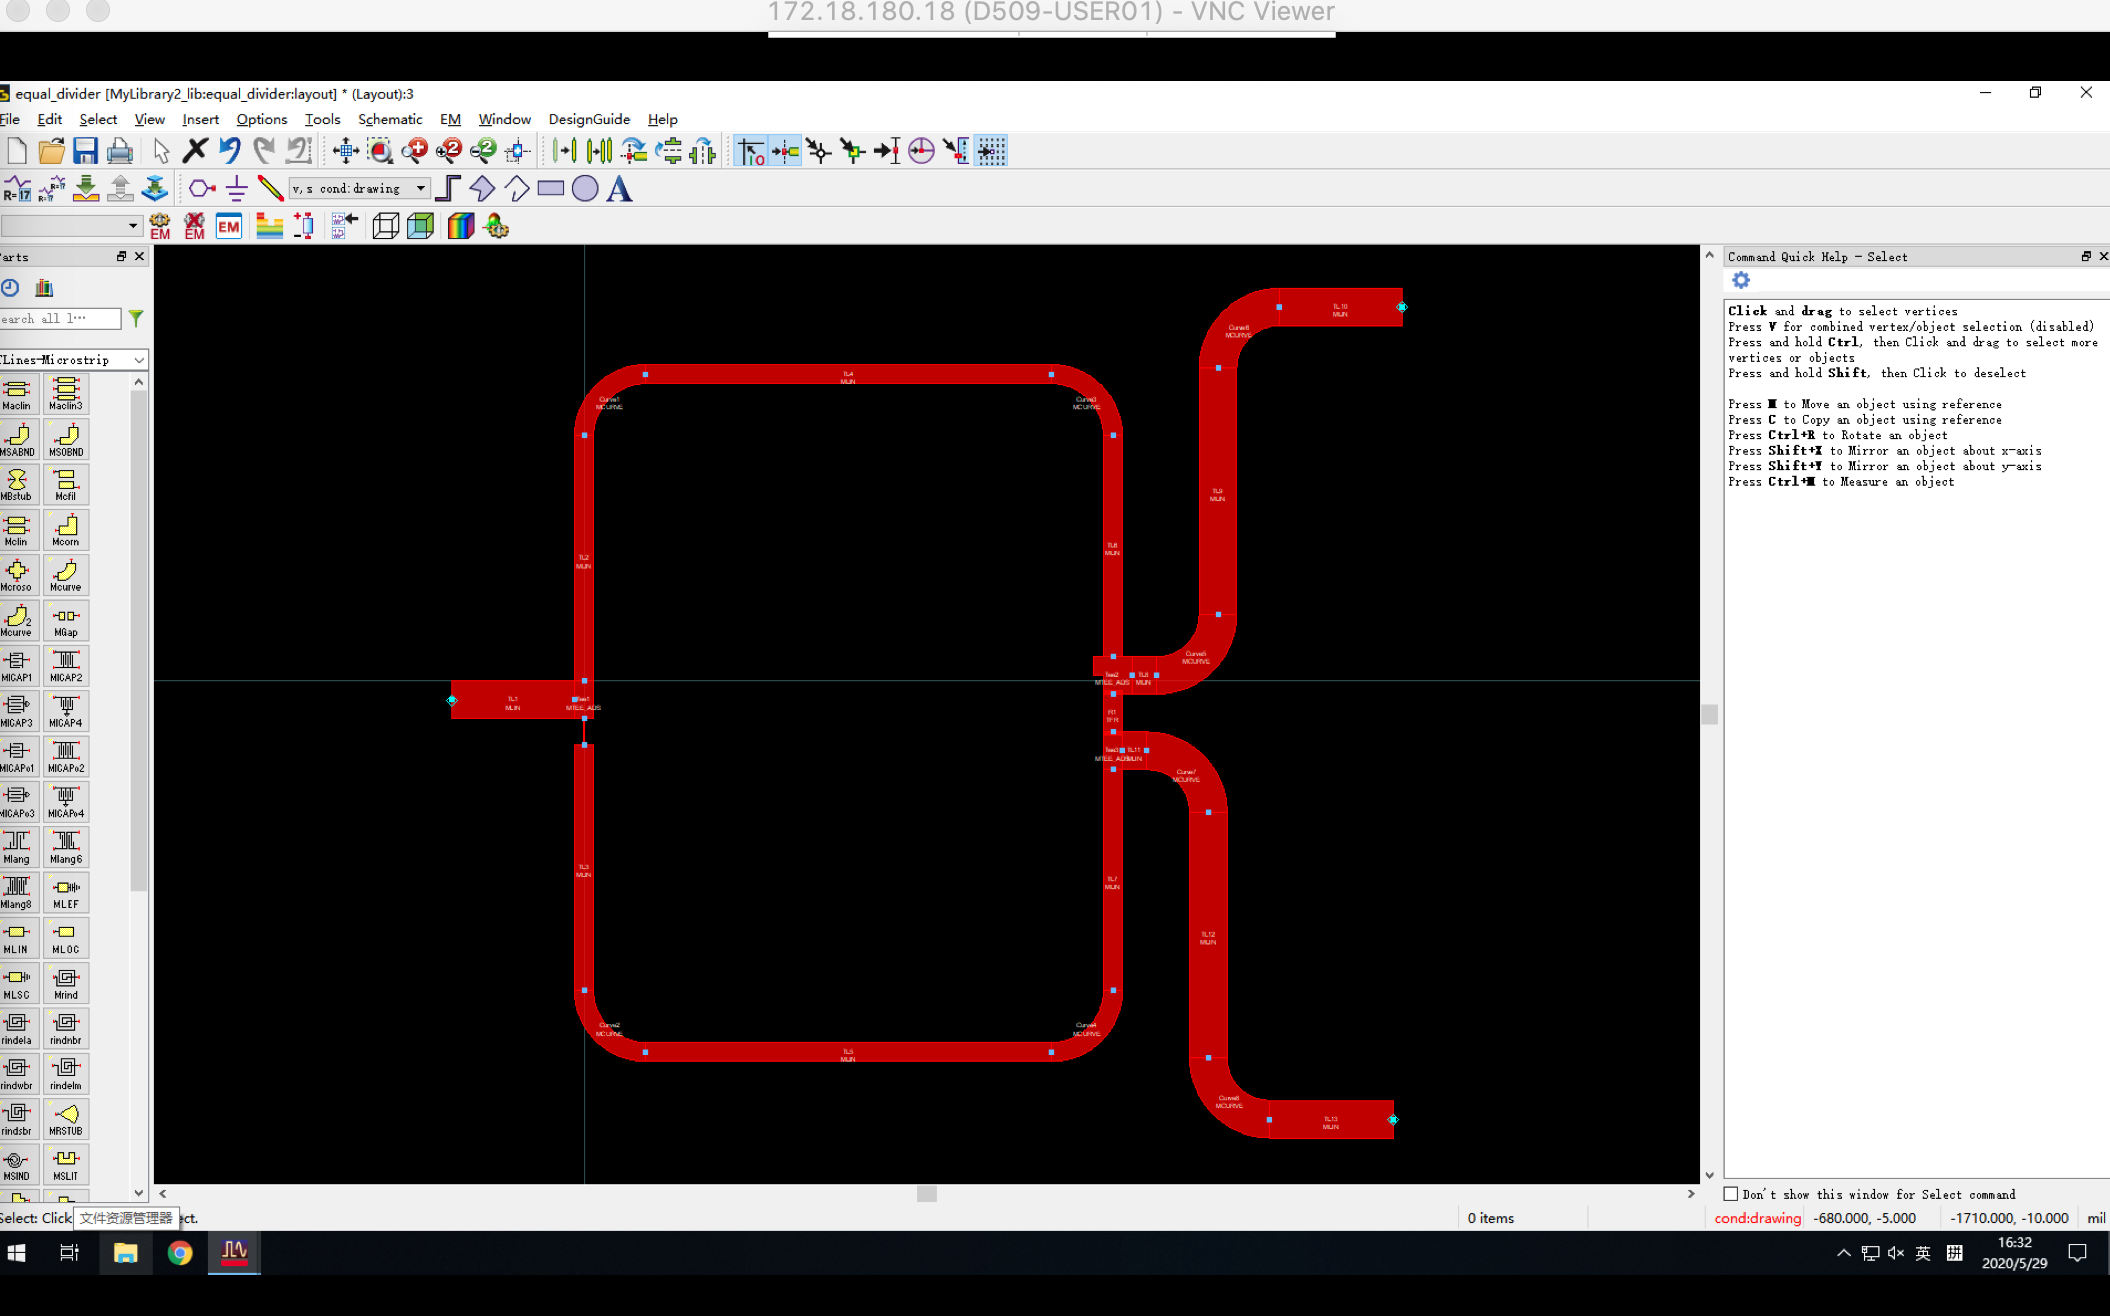 172.18.180.18 (D509-USER01) - VNC Viewer
equal_divider [MyLibrary2_lib:equal_divider:layout] * (Layout):3
File Edit Select View Insert Options Tools Schematic EM Window DesignGuide Help
v,s cond:drawing
EM EM EM
arts
Command Quick Help - Select
earch all l···
TLines-Microstrip
Maclin Maclin3
MSABND MSOBND
MBstub Mcfil
Mclin Mcorn
Mcroso Mcurve
Mcurve MGap
MICAP1 MICAP2
MICAP3 MICAP4
MICAPo1 MICAPo2
MICAPo3 MICAPo4
Mlang Mlang6
Mlang8 MLEF
MLIN MLOC
MLSC Mrind
rindela rindnbr
rindwbr rindelm
rindsbr MRSTUB
MSIND MSLIT
TL10
MLIN
Curve6
MCURVE
TL4
MLIN
Curve1
MCURVE
Curve3
MCURVE
TL9
MLIN
TL2
MLIN
TL6
MLIN
Curve5
MCURVE
Tee2
MTEE_ADS
TL8
MLIN
TL1
MLIN
Tee1
MTEE_ADS
R1
TFR
Tee3
MTEE_ADS
TL11
MLIN
Curve7
MCURVE
TL3
MLIN
TL7
MLIN
TL12
MLIN
Curve2
MCURVE
Curve4
MCURVE
TL5
MLIN
Curve8
MCURVE
TL13
MLIN
Click and drag to select vertices
Press V for combined vertex/object selection (disabled)
Press and hold Ctrl, then Click and drag to select more
vertices or objects
Press and hold Shift, then Click to deselect
Press M to Move an object using reference
Press C to Copy an object using reference
Press Ctrl+R to Rotate an object
Press Shift+X to Mirror an object about x-axis
Press Shift+Y to Mirror an object about y-axis
Press Ctrl+M to Measure an object
Don't show this window for Select command
Select: Click
文件资源管理器
ect.
0 items
cond:drawing
-680.000, -5.000
-1710.000, -10.000
mil
英
拼
16:32
2020/5/29